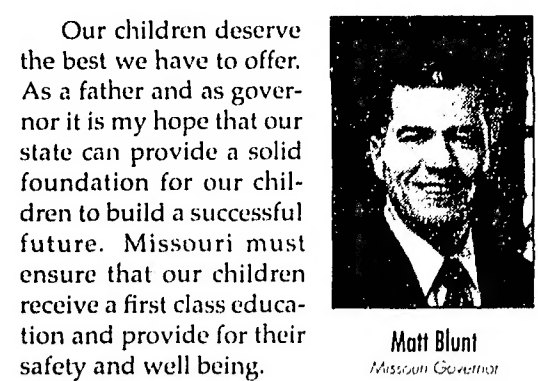 Our children deserve
the best we have to offer.
As a father and as gover-
nor it is my hope that our
state can provide a solid
foundation for our chil-
dren to build a successful
future. Missouri must
ensure that our children
receive a first class educa-
tion and provide for their
safety and well being.
Matt Blunt
Missouri Governor